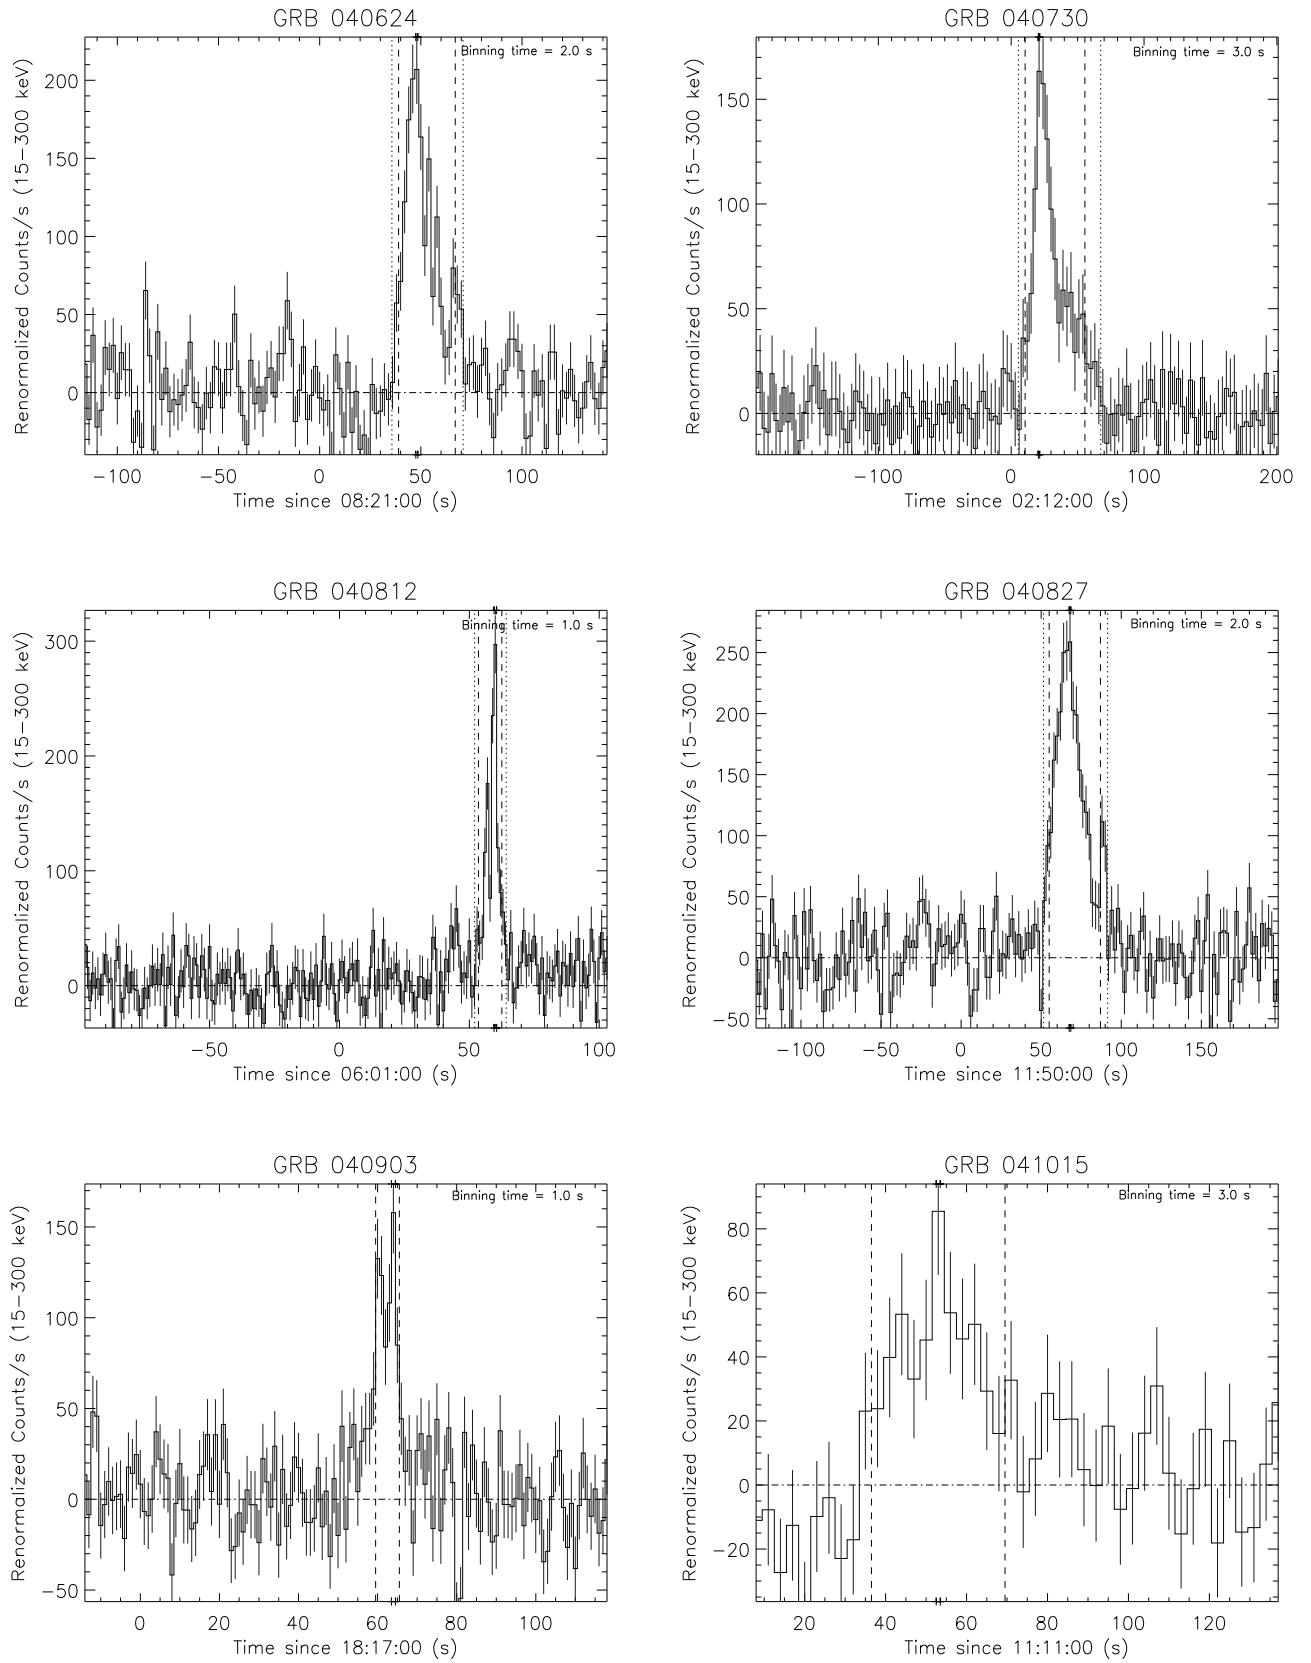 GRB 040624
Binning time = 2.0 s
Renormalized Counts/s (15-300 keV)
200
150
100
50
0
-100 -50 0 50 100
Time since 08:21:00 (s)
GRB 040730
Binning time = 3.0 s
Renormalized Counts/s (15-300 keV)
150
100
50
0
-100 0 100 200
Time since 02:12:00 (s)
GRB 040812
Binning time = 1.0 s
Renormalized Counts/s (15-300 keV)
300
200
100
0
-50 0 50 100
Time since 06:01:00 (s)
GRB 040827
Binning time = 2.0 s
Renormalized Counts/s (15-300 keV)
250
200
150
100
50
0
-50
-100 -50 0 50 100 150
Time since 11:50:00 (s)
GRB 040903
Binning time = 1.0 s
Renormalized Counts/s (15-300 keV)
150
100
50
0
-50
0 20 40 60 80 100
Time since 18:17:00 (s)
GRB 041015
Binning time = 3.0 s
Renormalized Counts/s (15-300 keV)
80
60
40
20
0
-20
20 40 60 80 100 120
Time since 11:11:00 (s)